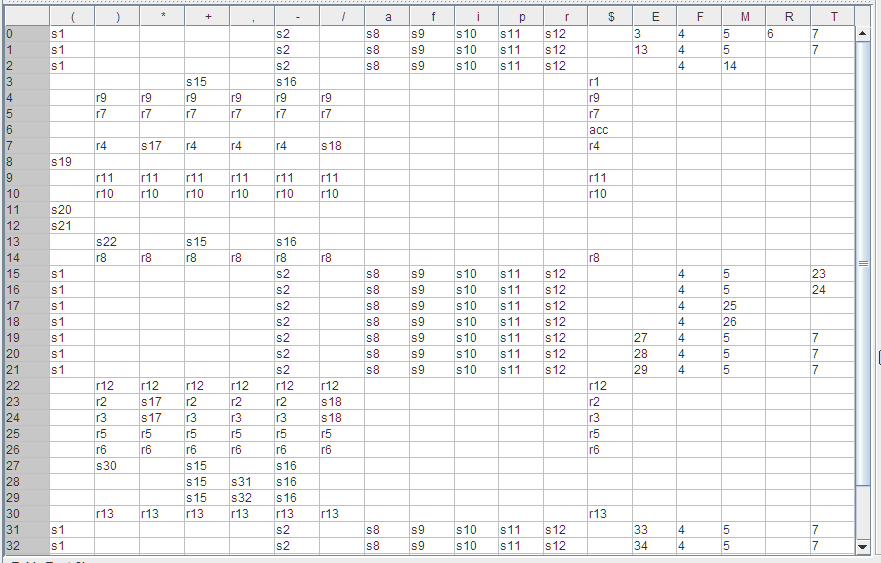 ( ) * + , - / a f i p r $ E F M R T
0 s1 s2 s8 s9 s10 s11 s12 3 4 5 6 7
1 s1 s2 s8 s9 s10 s11 s12 13 4 5 7
2 s1 s2 s8 s9 s10 s11 s12 4 14
3 s15 s16 r1
4 r9 r9 r9 r9 r9 r9 r9
5 r7 r7 r7 r7 r7 r7 r7
6 acc
7 r4 s17 r4 r4 r4 s18 r4
8 s19
9 r11 r11 r11 r11 r11 r11 r11
10 r10 r10 r10 r10 r10 r10 r10
11 s20
12 s21
13 s22 s15 s16
14 r8 r8 r8 r8 r8 r8 r8
15 s1 s2 s8 s9 s10 s11 s12 4 5 23
16 s1 s2 s8 s9 s10 s11 s12 4 5 24
17 s1 s2 s8 s9 s10 s11 s12 4 25
18 s1 s2 s8 s9 s10 s11 s12 4 26
19 s1 s2 s8 s9 s10 s11 s12 27 4 5 7
20 s1 s2 s8 s9 s10 s11 s12 28 4 5 7
21 s1 s2 s8 s9 s10 s11 s12 29 4 5 7
22 r12 r12 r12 r12 r12 r12 r12
23 r2 s17 r2 r2 r2 s18 r2
24 r3 s17 r3 r3 r3 s18 r3
25 r5 r5 r5 r5 r5 r5 r5
26 r6 r6 r6 r6 r6 r6 r6
27 s30 s15 s16
28 s15 s31 s16
29 s15 s32 s16
30 r13 r13 r13 r13 r13 r13 r13
31 s1 s2 s8 s9 s10 s11 s12 33 4 5 7
32 s1 s2 s8 s9 s10 s11 s12 34 4 5 7